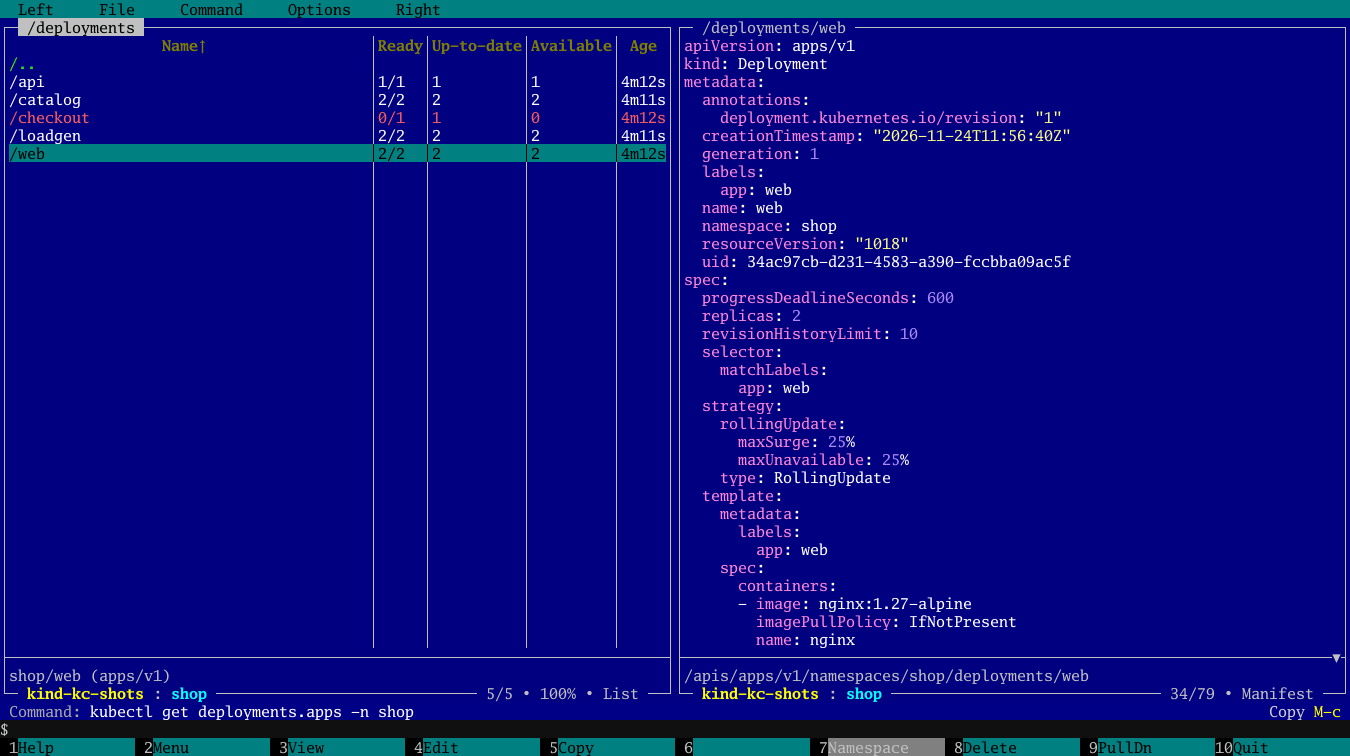 Left File Command Options Right
/deployments
Name↑ Ready Up-to-date Available Age
/..
/api 1/1 1 1 4m12s
/catalog 2/2 2 2 4m11s
/checkout 0/1 1 0 4m12s
/loadgen 2/2 2 2 4m11s
/web 2/2 2 2 4m12s
shop/web (apps/v1)
kind-kc-shots : shop 5/5 • 100% • List
/deployments/web
apiVersion: apps/v1
kind: Deployment
metadata:
  annotations:
    deployment.kubernetes.io/revision: "1"
  creationTimestamp: "2026-11-24T11:56:40Z"
  generation: 1
  labels:
    app: web
  name: web
  namespace: shop
  resourceVersion: "1018"
  uid: 34ac97cb-d231-4583-a390-fccbba09ac5f
spec:
  progressDeadlineSeconds: 600
  replicas: 2
  revisionHistoryLimit: 10
  selector:
    matchLabels:
      app: web
  strategy:
    rollingUpdate:
      maxSurge: 25%
      maxUnavailable: 25%
    type: RollingUpdate
  template:
    metadata:
      labels:
        app: web
    spec:
      containers:
      - image: nginx:1.27-alpine
        imagePullPolicy: IfNotPresent
        name: nginx
▼
/apis/apps/v1/namespaces/shop/deployments/web
kind-kc-shots : shop 34/79 • Manifest
Command: kubectl get deployments.apps -n shop Copy M-c
$
1Help 2Menu 3View 4Edit 5Copy 6 7Namespace 8Delete 9PullDn 10Quit